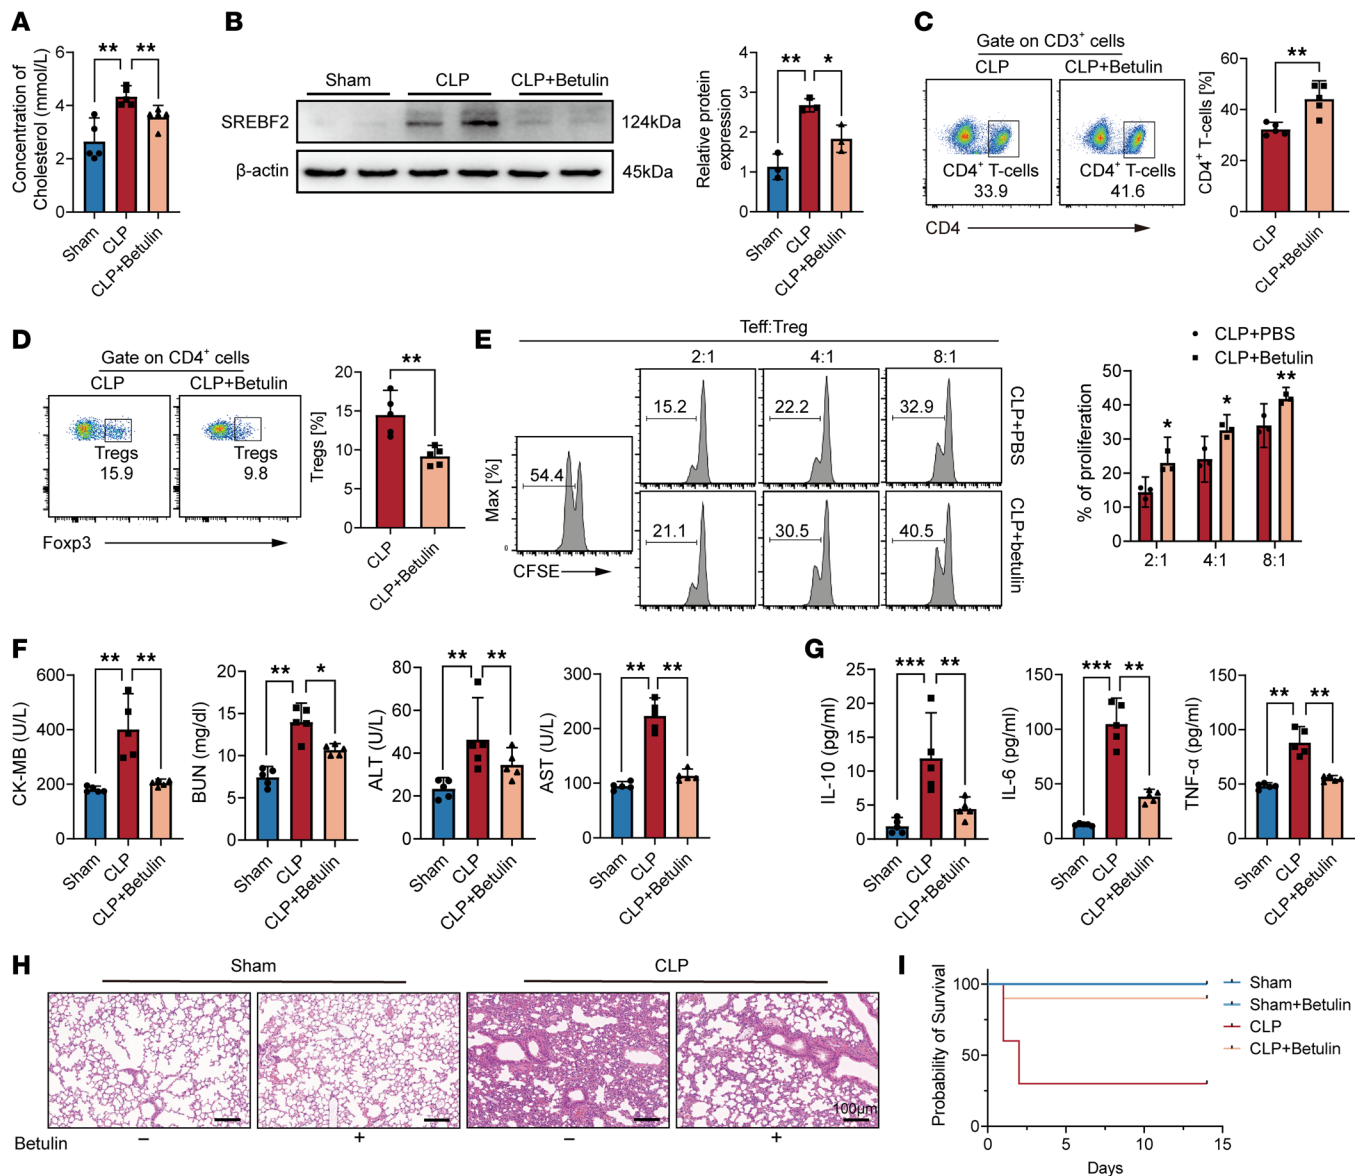 A
Concentration of
Cholesterol (mmol/L)
6
4
2
0
**
**
Sham
CLP
CLP+Betulin
B
Sham
CLP
CLP+Betulin
SREBF2
124kDa
β-actin
45kDa
Relative protein
expression
4
3
2
1
0
**
*
Sham
CLP
CLP+Betulin
C
Gate on CD3+ cells
CLP
CLP+Betulin
CD4+ T-cells
33.9
CD4+ T-cells
41.6
CD4
CD4+ T-cells [%]
60
40
20
0
**
CLP
CLP+Betulin
D
Gate on CD4+ cells
CLP
CLP+Betulin
Tregs
15.9
Tregs
9.8
Foxp3
Tregs [%]
20
15
10
5
0
**
CLP
CLP+Betulin
E
Teff:Treg
2:1
4:1
8:1
15.2
22.2
32.9
CLP+PBS
54.4
Max [%]
0
CFSE
21.1
30.5
40.5
CLP+betulin
CLP+PBS
CLP+Betulin
% of proliferation
50
40
30
20
10
0
*
*
**
2:1
4:1
8:1
F
CK-MB (U/L)
600
400
200
0
**
**
Sham
CLP
CLP+Betulin
BUN (mg/dl)
20
15
10
5
0
**
*
Sham
CLP
CLP+Betulin
ALT (U/L)
80
60
40
20
0
**
**
Sham
CLP
CLP+Betulin
AST (U/L)
300
200
100
0
**
**
Sham
CLP
CLP+Betulin
G
IL-10 (pg/ml)
25
20
15
10
5
0
***
**
Sham
CLP
CLP+Betulin
IL-6 (pg/ml)
150
100
50
0
***
**
Sham
CLP
CLP+Betulin
TNF-α (pg/ml)
150
100
50
0
**
**
Sham
CLP
CLP+Betulin
H
Sham
CLP
100μm
Betulin
−
+
−
+
I
Probability of Survival
100
50
0
0
5
10
15
Days
Sham
Sham+Betulin
CLP
CLP+Betulin